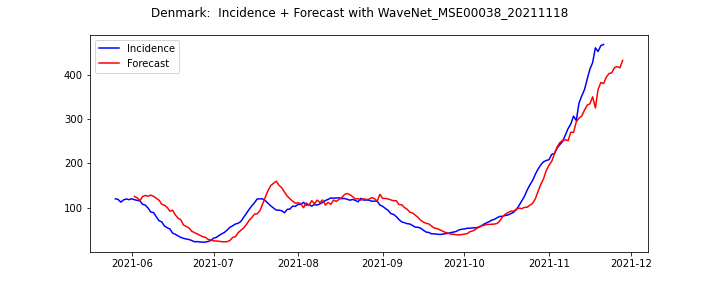 Denmark:  Incidence + Forecast with WaveNet_MSE00038_20211118
Incidence
Forecast
400
300
200
100
2021-06 2021-07 2021-08 2021-09 2021-10 2021-11 2021-12